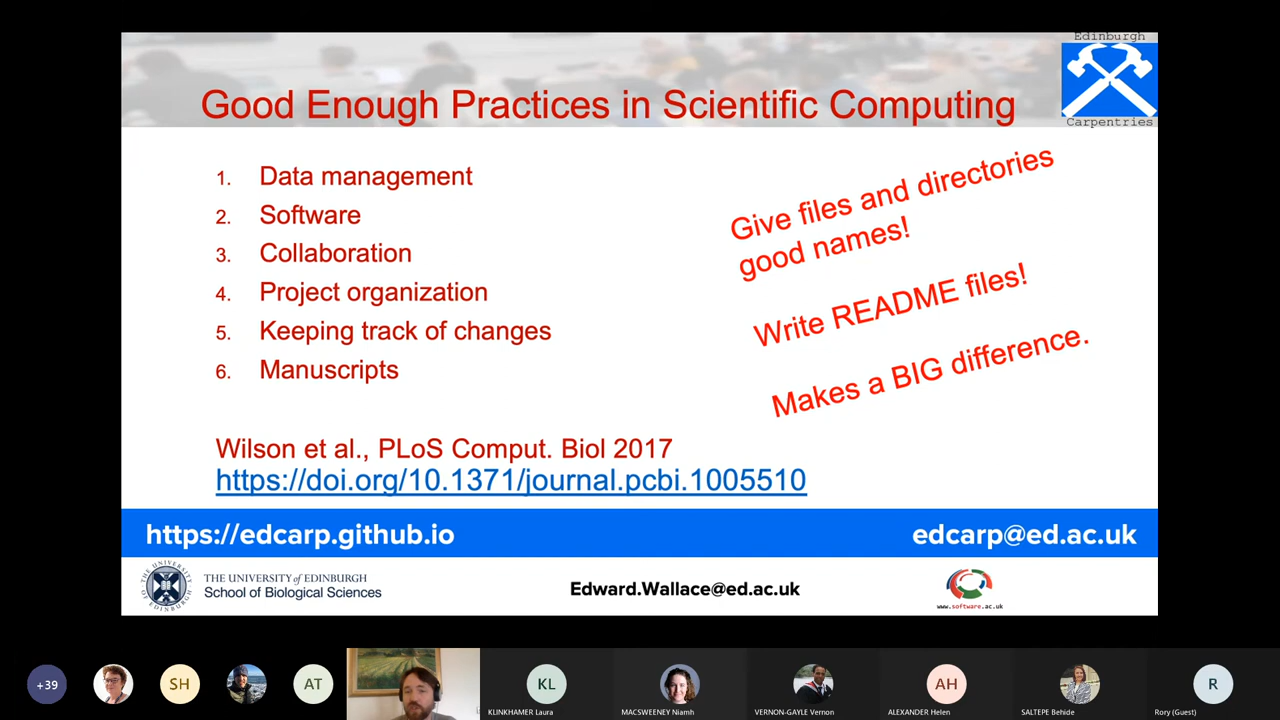 Edinburgh
Carpentries
Good Enough Practices in Scientific Computing
1. Data management
2. Software
3. Collaboration
4. Project organization
5. Keeping track of changes
6. Manuscripts
Give files and directories
good names!
Write README files!
Makes a BIG difference.
Wilson et al., PLoS Comput. Biol 2017
https://doi.org/10.1371/journal.pcbi.1005510
https://edcarp.github.io
edcarp@ed.ac.uk
THE UNIVERSITY of EDINBURGH
School of Biological Sciences
Edward.Wallace@ed.ac.uk
www.software.ac.uk
+39
SH
AT
KL
AH
R
KLINKHAMER Laura
MACSWEENEY Niamh
VERNON-GAYLE Vernon
ALEXANDER Helen
SALTEPE Behide
Rory (Guest)